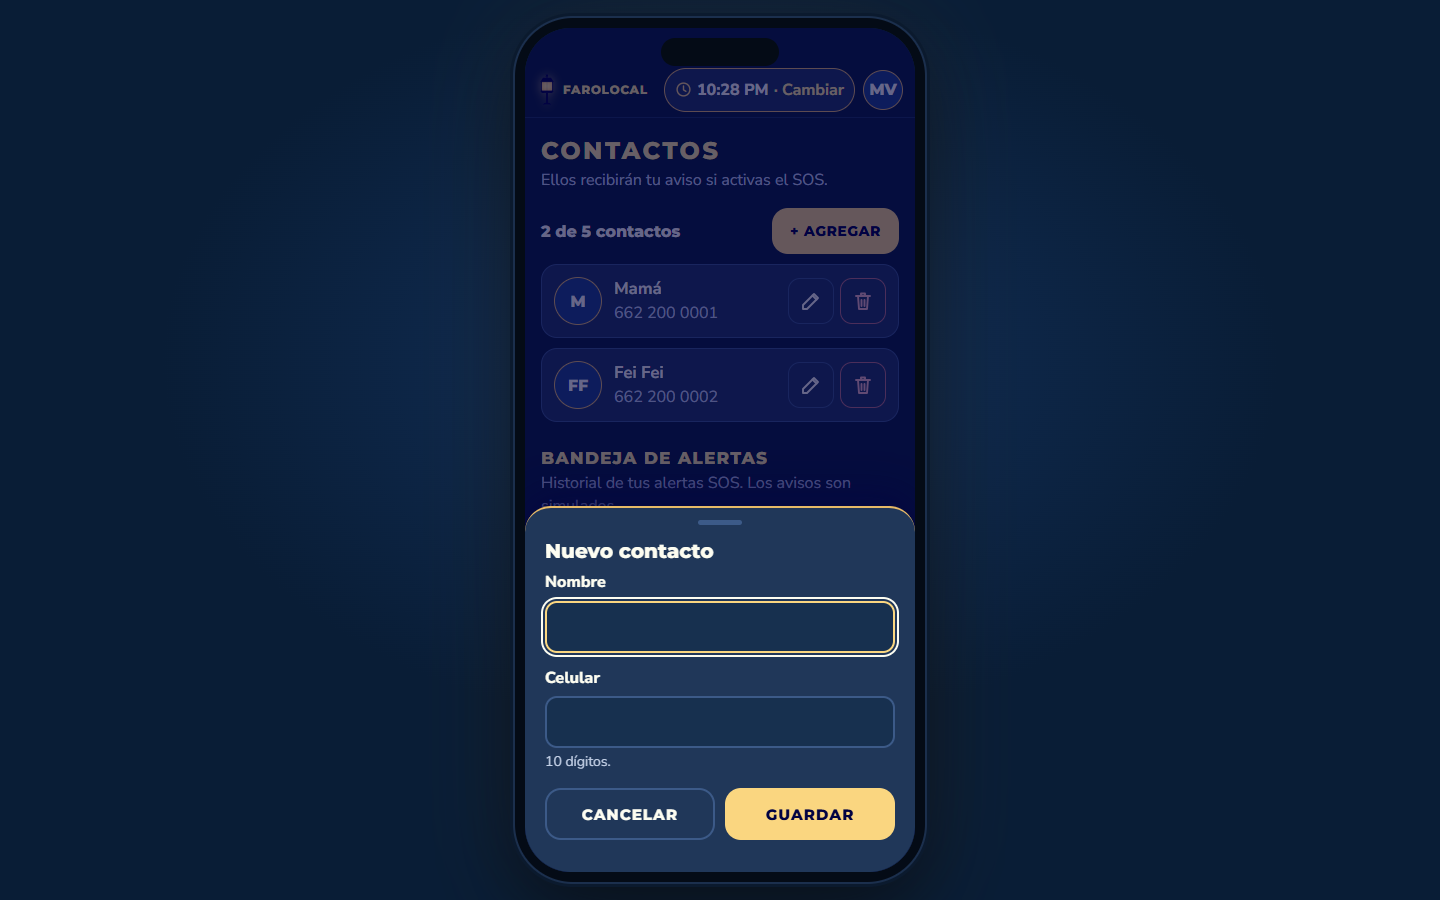 FAROLOCAL
10:28 PM · Cambiar
MV
CONTACTOS
Ellos recibirán tu aviso si activas el SOS.
2 de 5 contactos
+ AGREGAR
M
Mamá
662 200 0001
FF
Fei Fei
662 200 0002
BANDEJA DE ALERTAS
Historial de tus alertas SOS. Los avisos son
simulados.
Nuevo contacto
Nombre
Celular
10 dígitos.
CANCELAR
GUARDAR